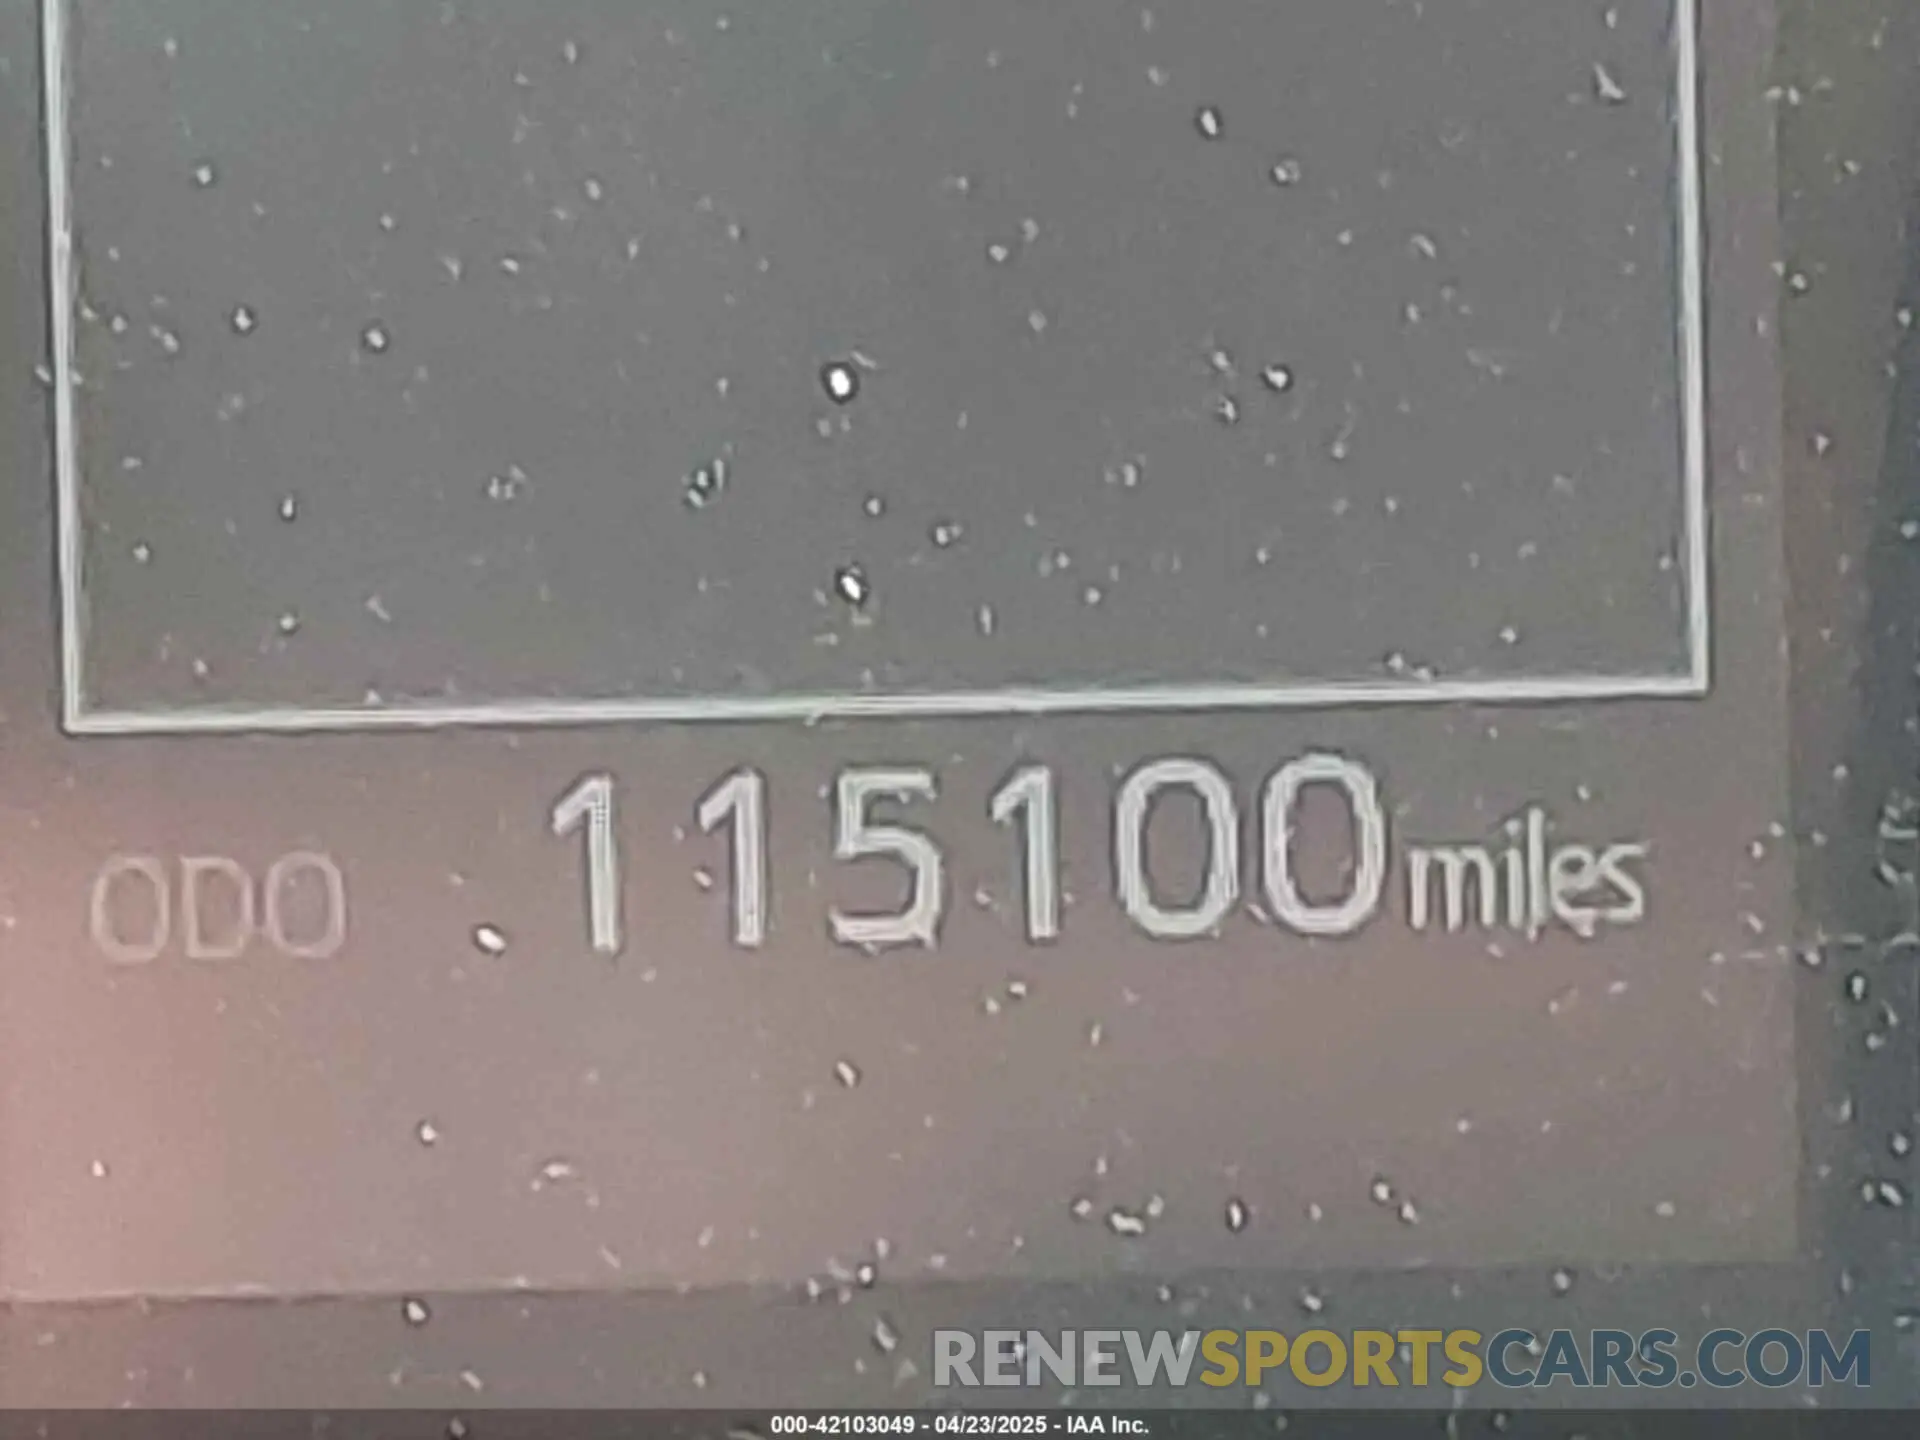 ODO 115100 miles
RENEWSPORTSCARS.COM
000-42103049 - 04/23/2025 - IAA Inc.